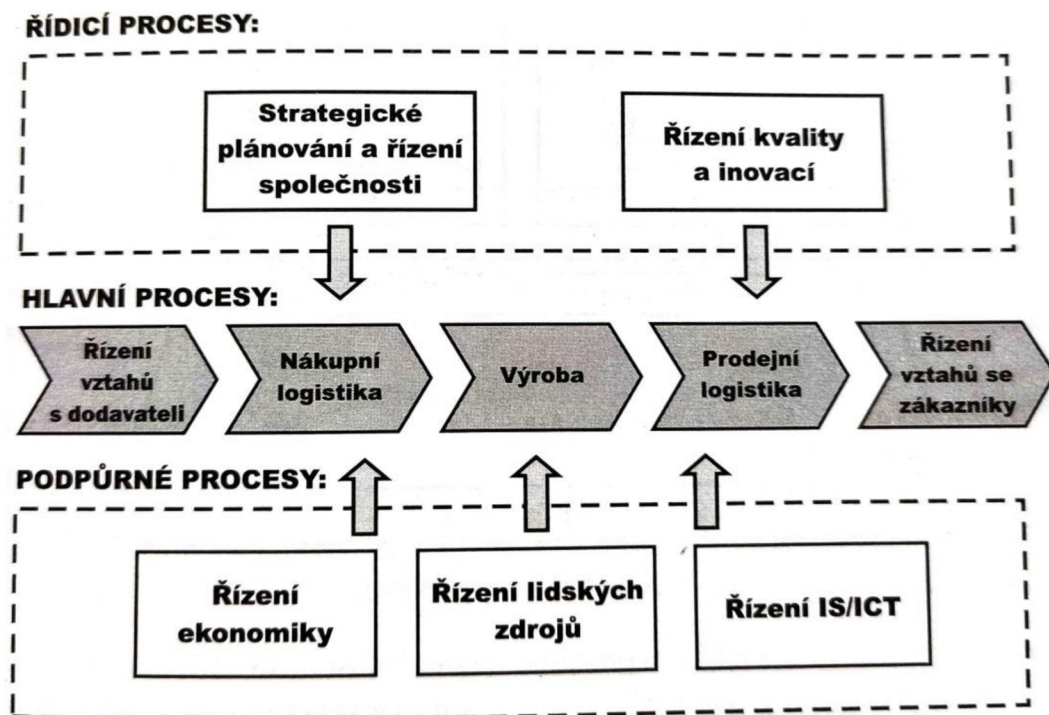 ŘÍDICÍ PROCESY:
Strategické
plánování a řízení
společnosti
Řízení kvality
a inovací
HLAVNÍ PROCESY:
Řízení
vztahů
s dodavateli
Nákupní
logistika
Výroba
Prodejní
logistika
Řízení
vztahů se
zákazníky
PODPŮRNÉ PROCESY:
Řízení
ekonomiky
Řízení lidských
zdrojů
Řízení IS/ICT